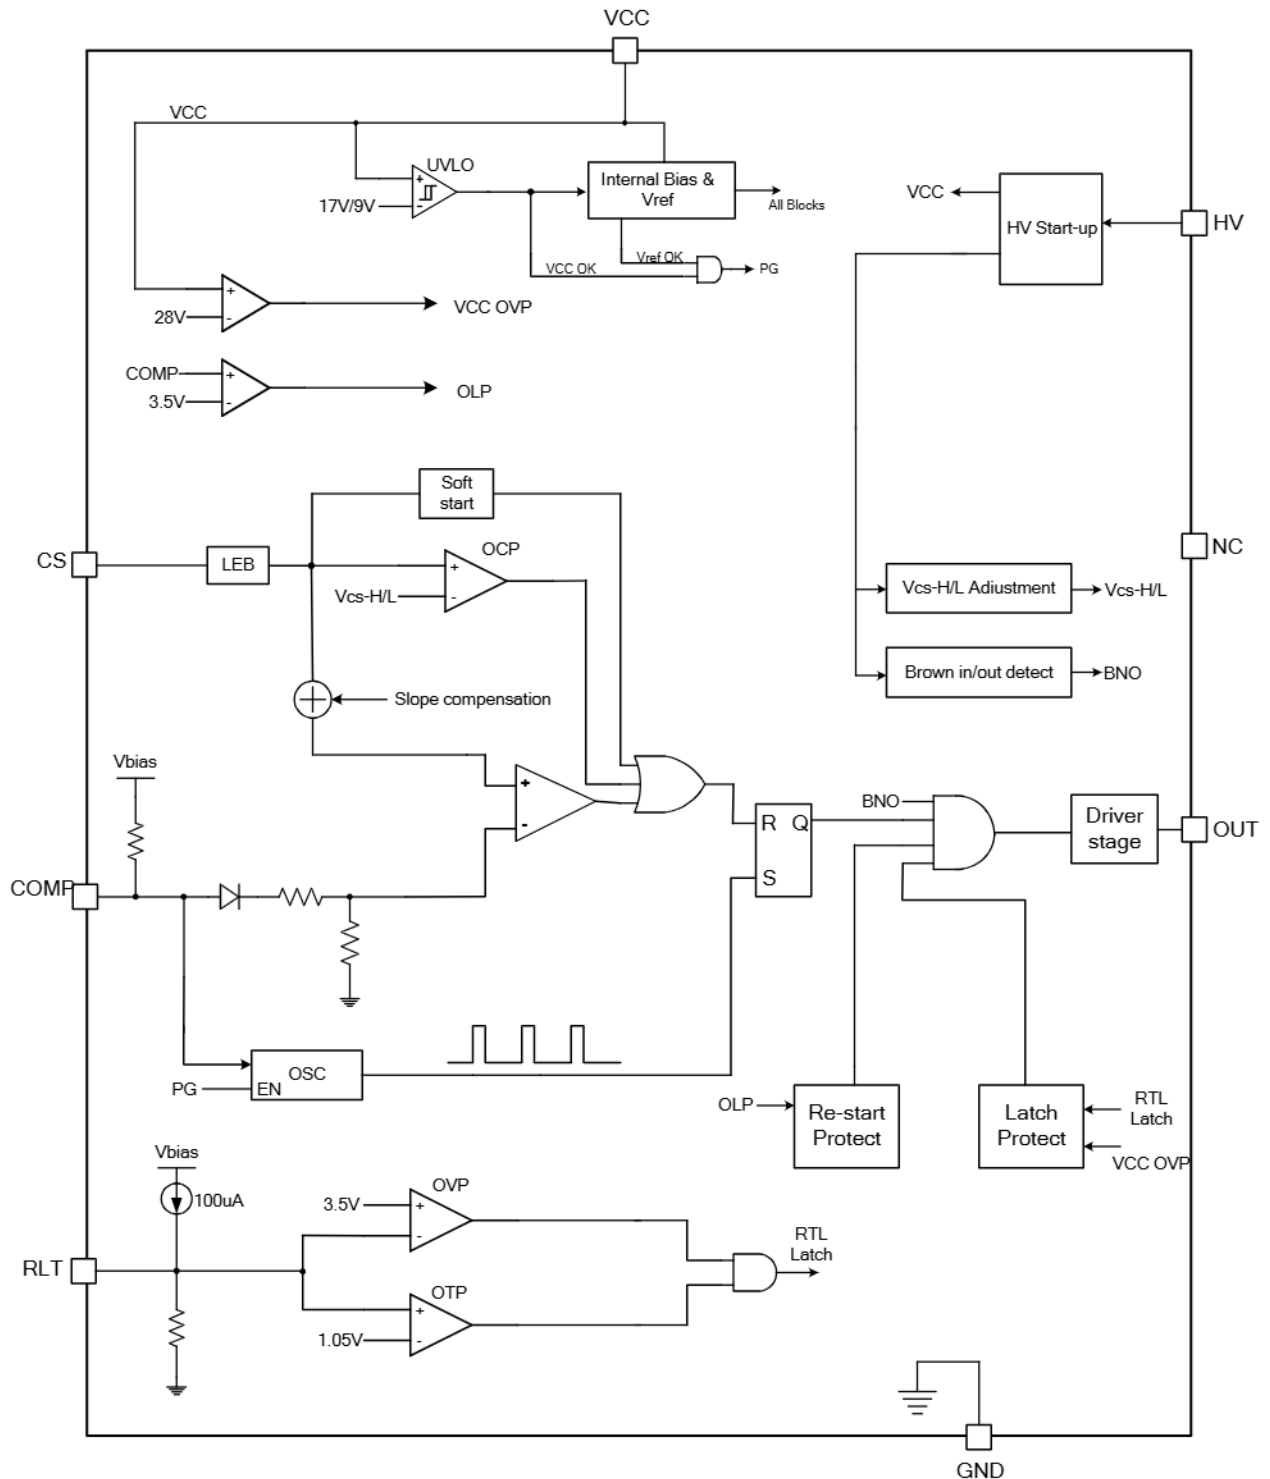 VCC
VCC
UVLO
+
-
17V/9V
Internal Bias &
Vref
All Blocks
Vref OK
VCC OK
PG
VCC
HV Start-up
HV
+
-
28V
VCC OVP
COMP
+
3.5V
-
OLP
Soft
start
CS
LEB
OCP
+
Vcs-H/L
-
NC
Vcs-H/L Adiustment
Vcs-H/L
Brown in/out detect
BNO
Slope compensation
Vbias
+
-
R Q
S
BNO
Driver
stage
OUT
COMP
OSC
PG
EN
OLP
Re-start
Protect
Latch
Protect
RTL
Latch
VCC OVP
Vbias
100uA
OVP
3.5V
+
-
RTL
Latch
RLT
OTP
+
1.05V
-
GND